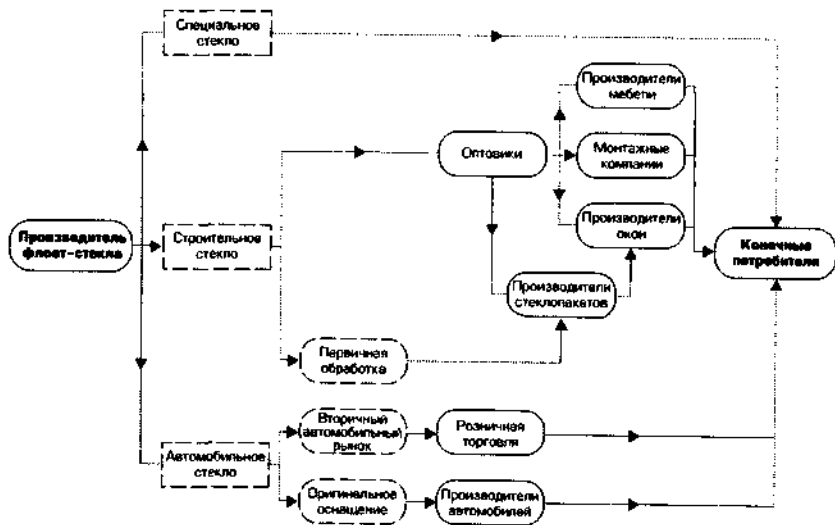 Специальное
стекло
Производители
мебели
Оптовики
Монтажные
компании
Производитель
флоат-стекла
Строительное
стекло
Производители
окон
Конечные
потребители
Производители
стеклопакетов
Первичная
обработка
Вторичный
автомобильный
рынок
Розничная
торговля
Автомобильное
стекло
Оригинальное
оснащение
Производители
автомобилей